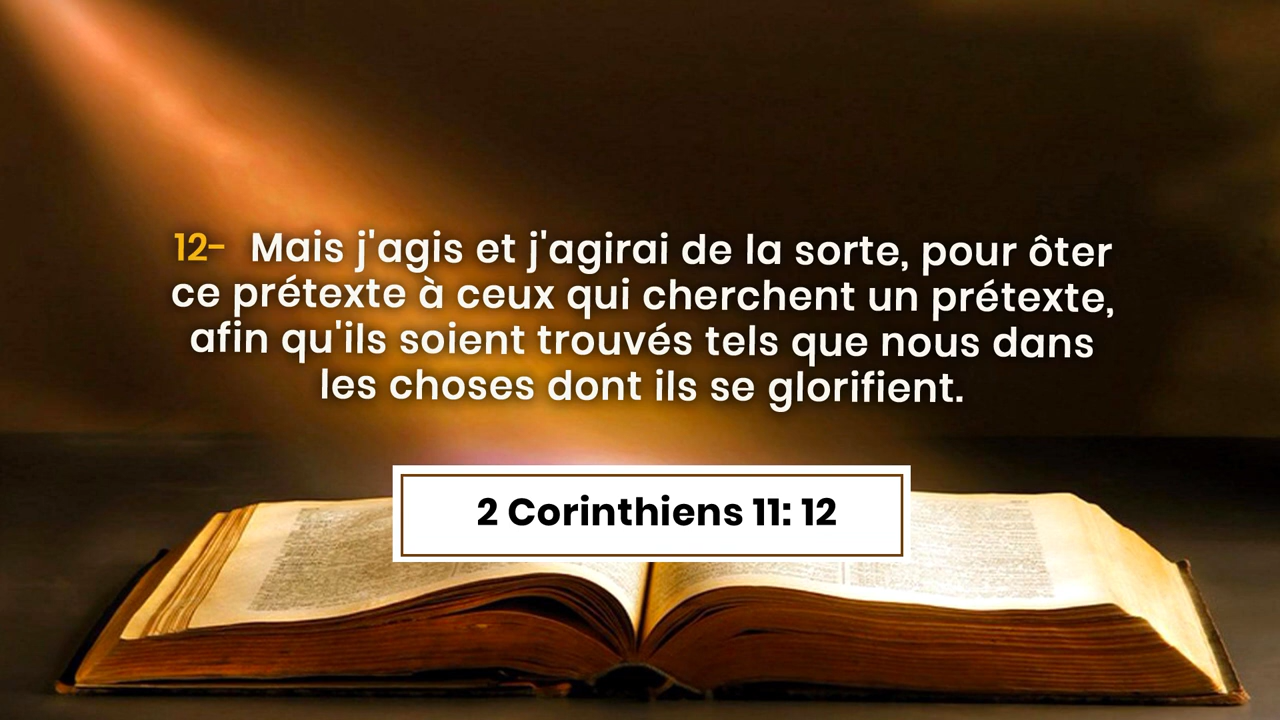 12- Mais j'agis et j'agirai de la sorte, pour ôter
ce prétexte à ceux qui cherchent un prétexte,
afin qu'ils soient trouvés tels que nous dans
les choses dont ils se glorifient.
2 Corinthiens 11: 12